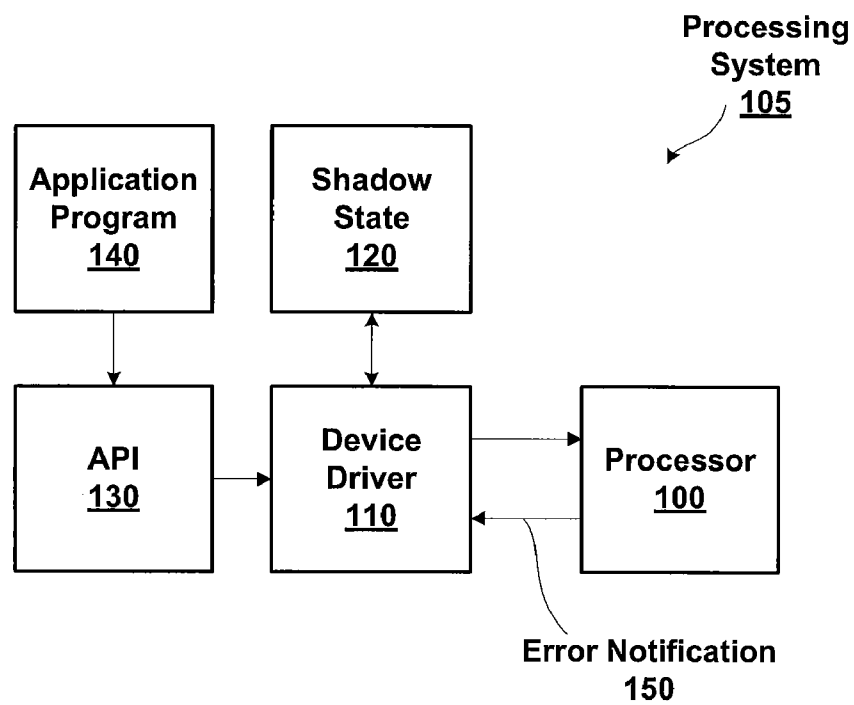 Processing
System
105
Application
Program
140
Shadow
State
120
API
130
Device
Driver
110
Processor
100
Error Notification
150